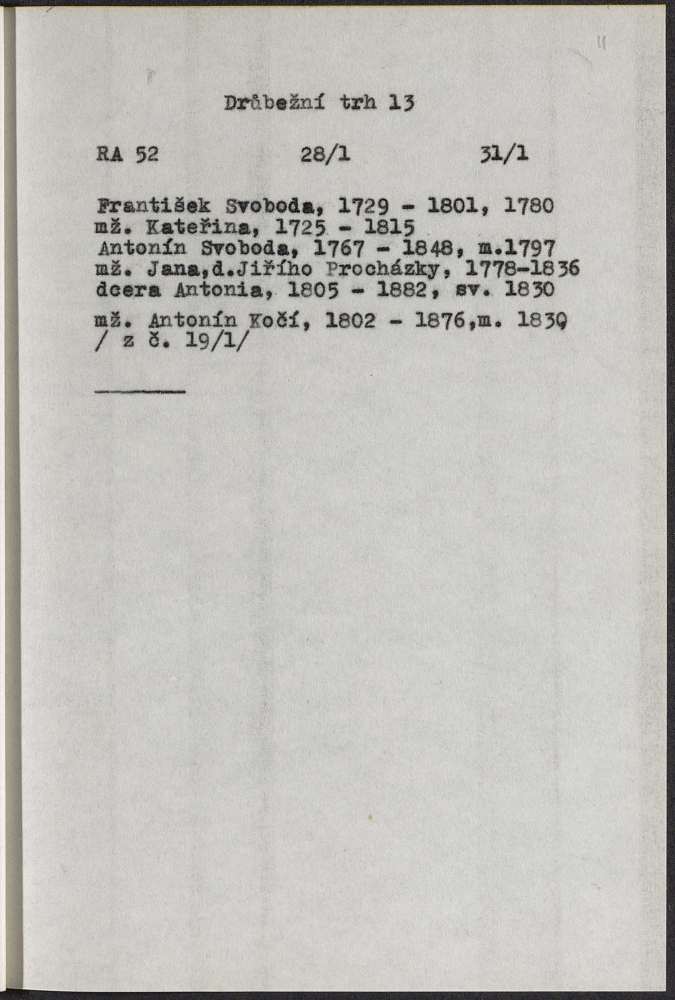 11
Drůbežní trh 13
RA 52 28/1 31/1
František Svoboda, 1729 - 1801, 1780
mž. Kateřina, 1725 - 1815
Antonín Svoboda, 1767 - 1848, m.1797
mž. Jana,d.Jiřího Procházky, 1778-1836
dcera Antonia, 1805 - 1882, sv. 1830
mž. Antonín Kočí, 1802 - 1876,m. 1830
/ z č. 19/1/